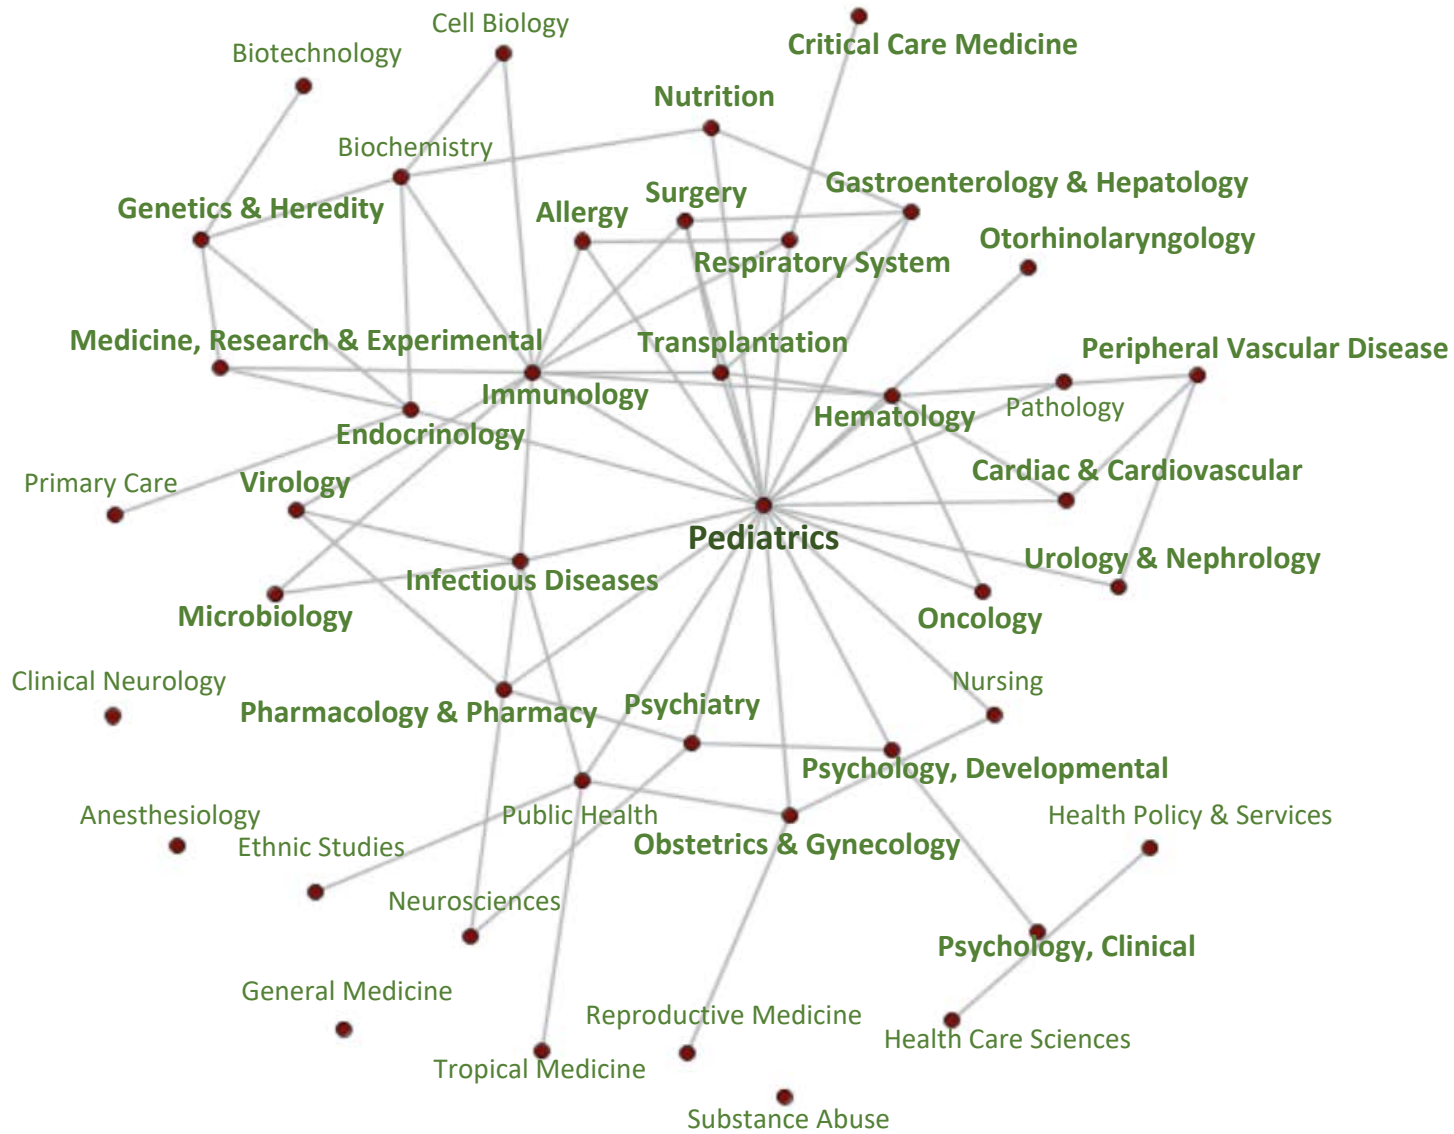 Cell Biology
Biotechnology
Critical Care Medicine
Nutrition
Biochemistry
Gastroenterology & Hepatology
Surgery
Genetics & Heredity
Allergy
Otorhinolaryngology
Respiratory System
Medicine, Research & Experimental
Transplantation
Peripheral Vascular Disease
Immunology
Pathology
Hematology
Endocrinology
Cardiac & Cardiovascular
Primary Care
Virology
Pediatrics
Urology & Nephrology
Infectious Diseases
Microbiology
Oncology
Clinical Neurology
Nursing
Psychiatry
Pharmacology & Pharmacy
Psychology, Developmental
Anesthesiology
Public Health
Health Policy & Services
Ethnic Studies
Obstetrics & Gynecology
Neurosciences
Psychology, Clinical
General Medicine
Reproductive Medicine
Health Care Sciences
Tropical Medicine
Substance Abuse